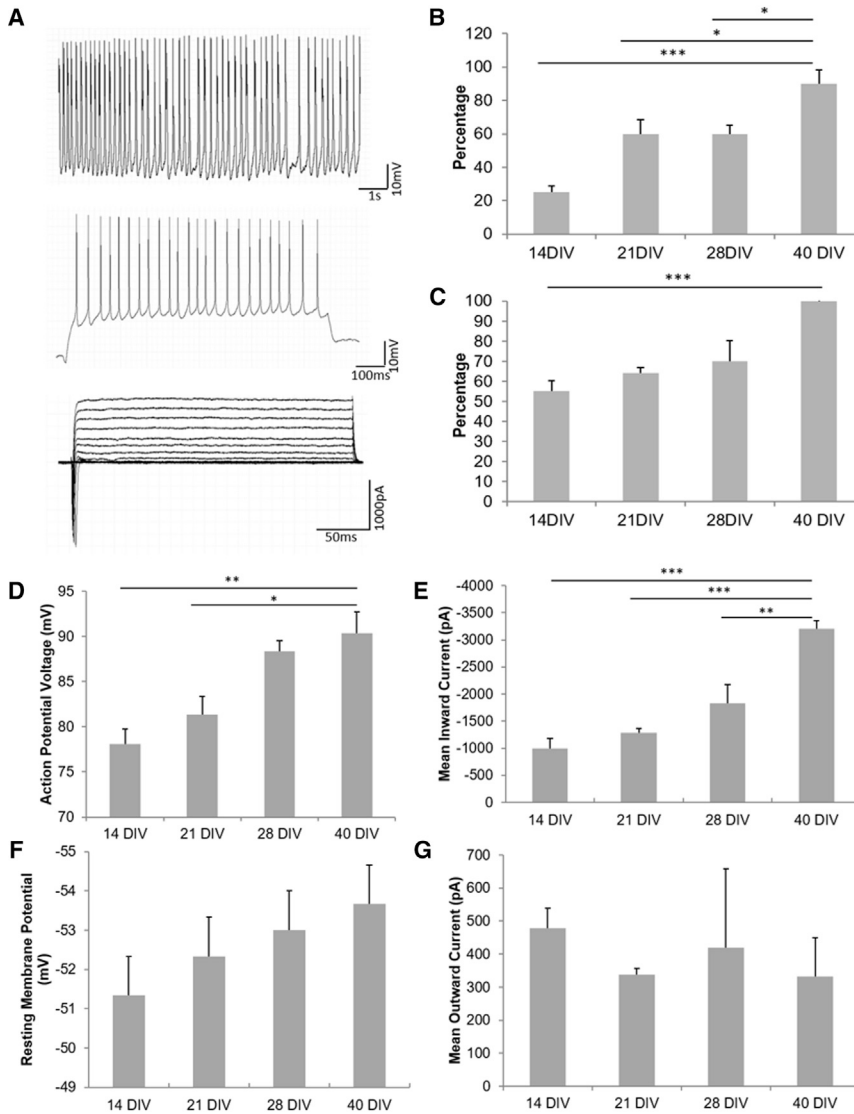 A
1s
10mV
100ms
10mV
50ms
1000pA
B
*
*
***
Percentage
120
100
80
60
40
20
0
14DIV 21DIV 28DIV 40 DIV
C
***
Percentage
100
90
80
70
60
50
40
30
20
10
0
14DIV 21DIV 28DIV 40 DIV
D
**
*
Action Potential Voltage (mV)
95
90
85
80
75
70
14 DIV 21 DIV 28 DIV 40 DIV
E
***
***
**
Mean Inward Current (pA)
-4000
-3500
-3000
-2500
-2000
-1500
-1000
-500
0
14 DIV 21 DIV 28 DIV 40 DIV
F
Resting Membrane Potential
(mV)
-55
-54
-53
-52
-51
-50
-49
14 DIV 21 DIV 28 DIV 40 DIV
G
Mean Outward Current (pA)
700
600
500
400
300
200
100
0
14 DIV 21 DIV 28 DIV 40 DIV